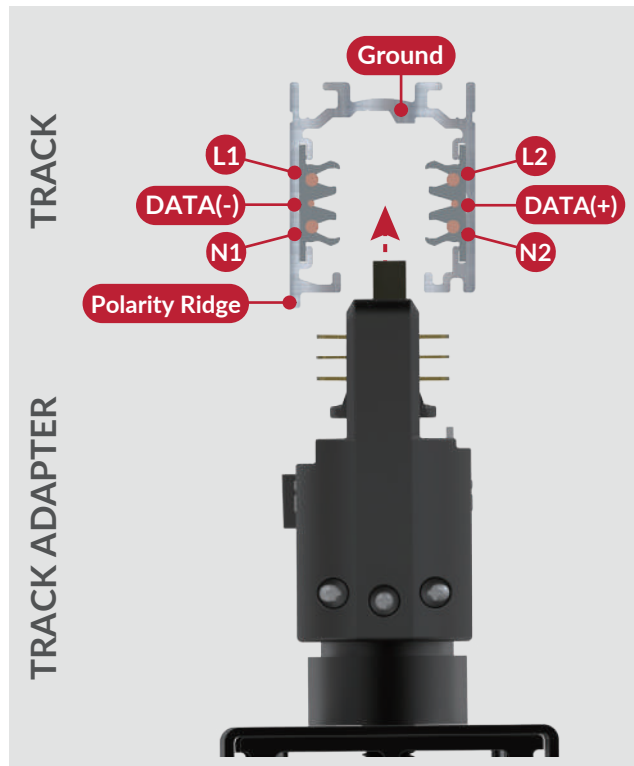 Ground
TRACK
L1
L2
DATA(-)
DATA(+)
N1
N2
Polarity Ridge
TRACK ADAPTER